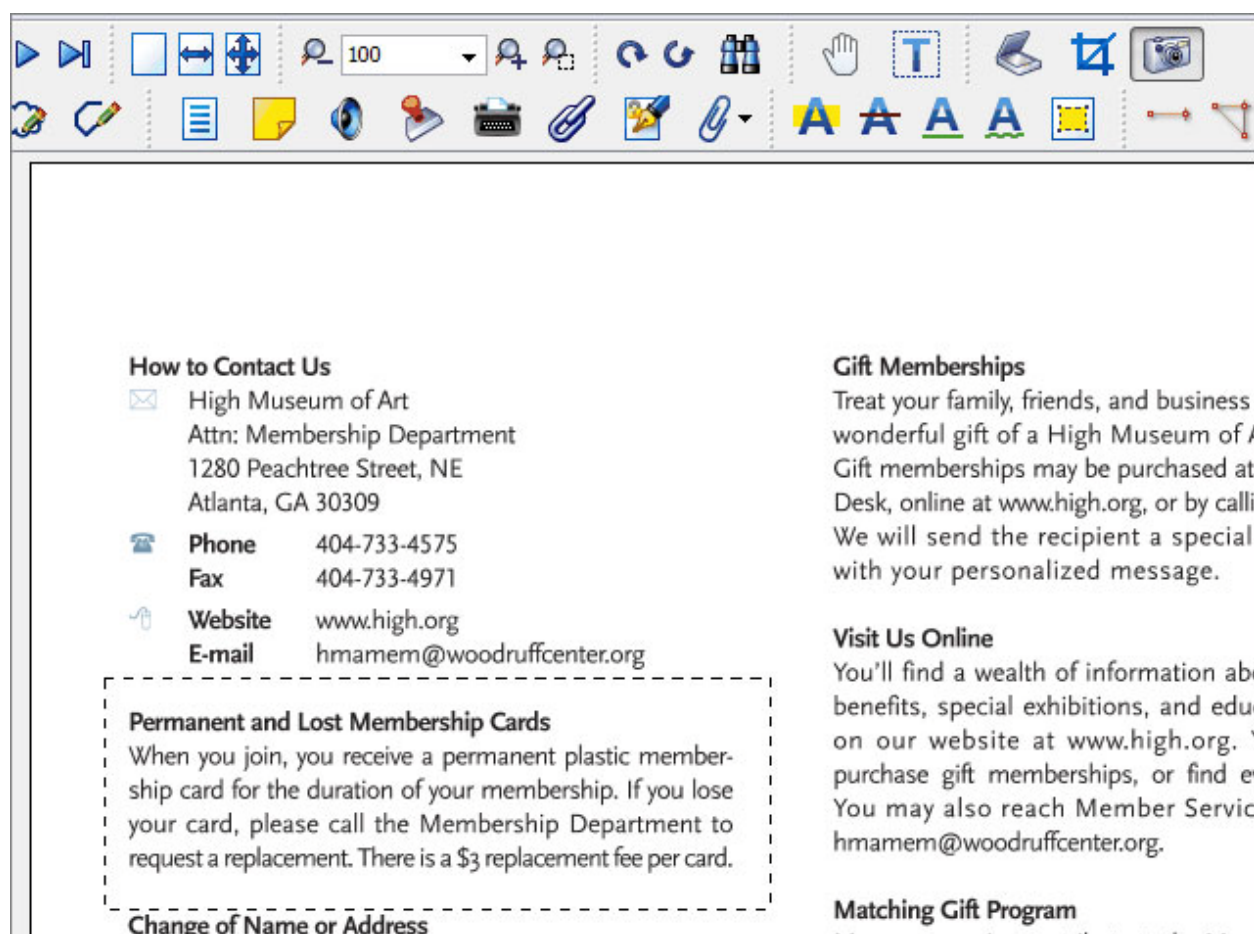 100
T
A A A A
How to Contact Us
High Museum of Art
Attn: Membership Department
1280 Peachtree Street, NE
Atlanta, GA 30309
Phone 404-733-4575
Fax 404-733-4971
Website www.high.org
E-mail hmamem@woodruffcenter.org
Permanent and Lost Membership Cards
When you join, you receive a permanent plastic member-
ship card for the duration of your membership. If you lose
your card, please call the Membership Department to
request a replacement. There is a $3 replacement fee per card.
Change of Name or Address
Gift Memberships
Treat your family, friends, and business
wonderful gift of a High Museum of
Gift memberships may be purchased at
Desk, online at www.high.org, or by
We will send the recipient a special
with your personalized message.
Visit Us Online
You'll find a wealth of information
benefits, special exhibitions, and
on our website at www.high.org.
purchase gift memberships, or find
You may also reach Member
hmamem@woodruffcenter.org.
Matching Gift Program